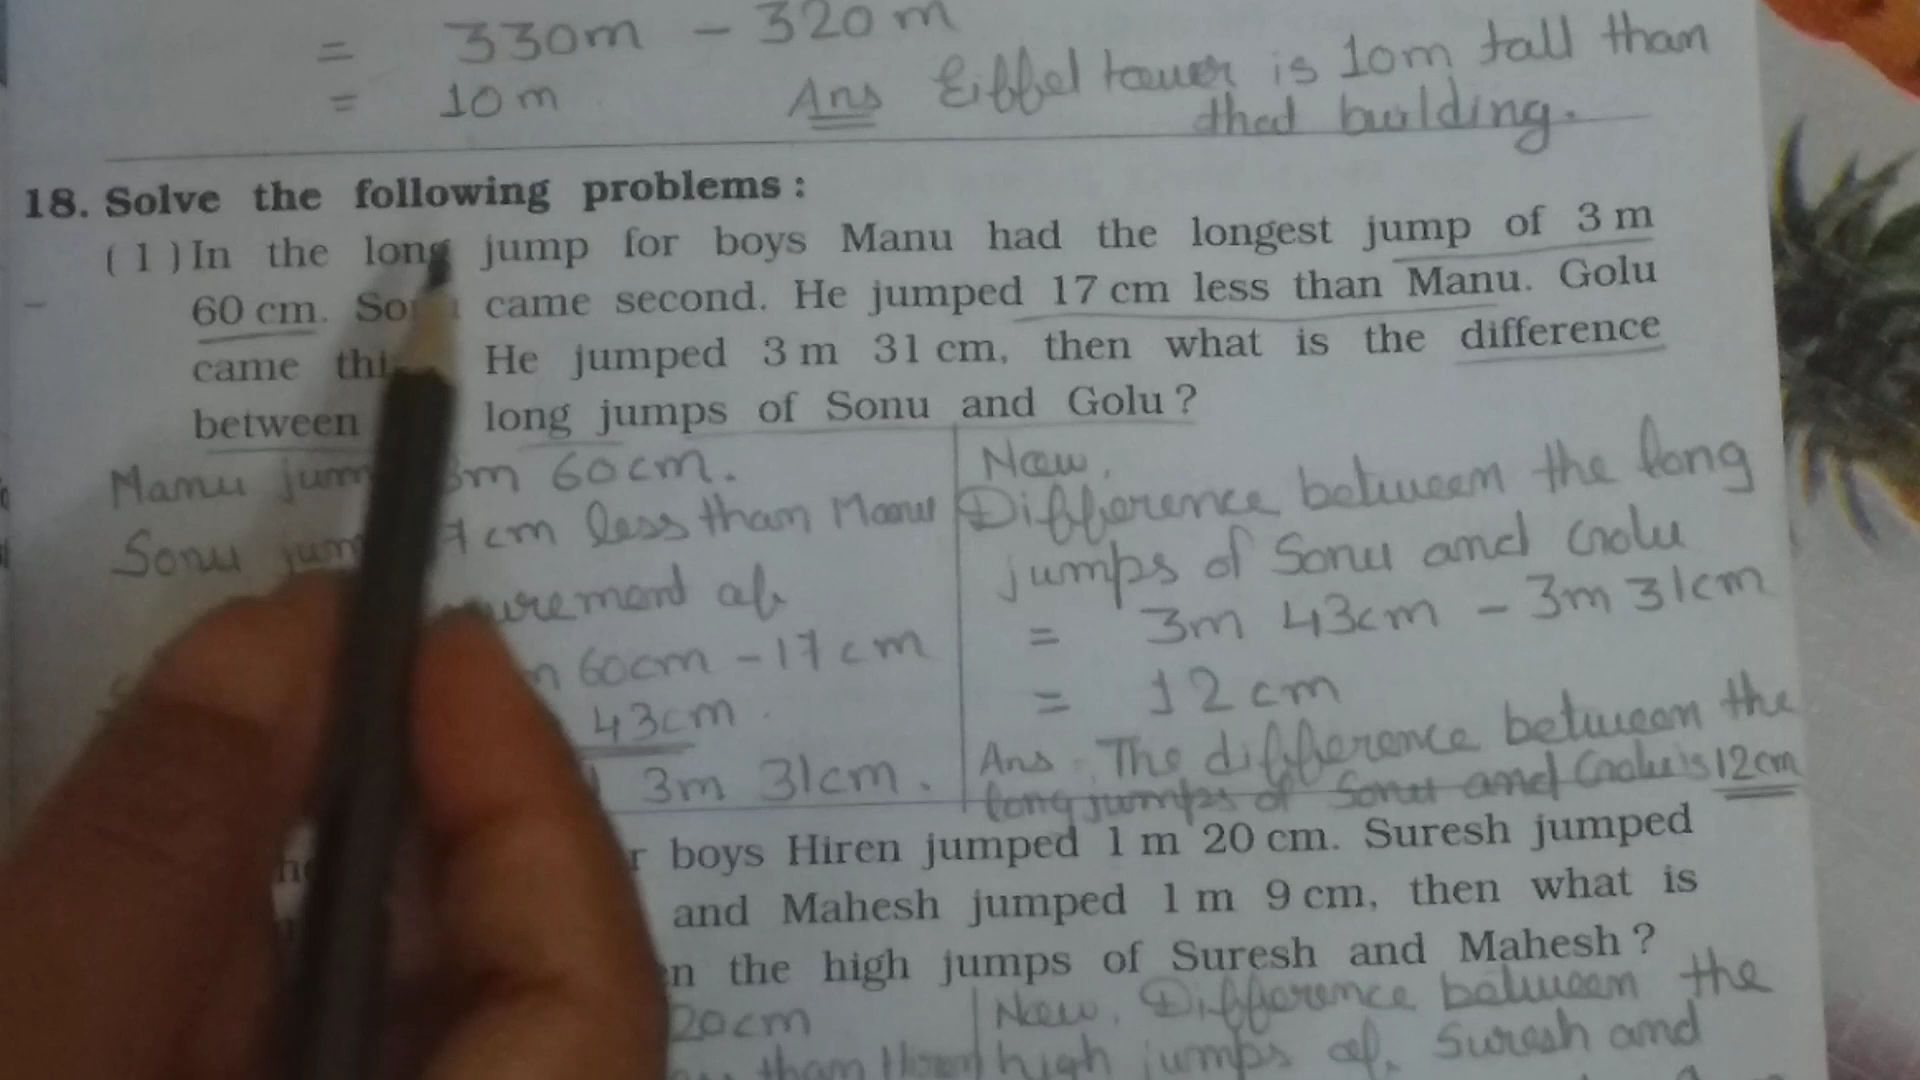 = 330m - 320m
= 10m Ans Eiffel tower is 10m tall than
that building.
18. Solve the following problems :
(1) In the long jump for boys Manu had the longest jump of 3 m
60 cm. came second. He jumped 17 cm less than Manu. Golu
came He jumped 3 m 31 cm, then what is the difference
between long jumps of Sonu and Golu ?
Manu 3m 60cm.
Sonu 7cm less than Manu
of
60cm - 17cm
43cm.
3m 31cm.
Now,
Difference between the long
jumps of Sonu and Golu
= 3m 43cm - 3m 31cm
= 12cm
Ans. The difference between the
long jumps of Sonu and Golu is 12cm
boys Hiren jumped 1 m 20 cm. Suresh jumped
and Mahesh jumped 1 m 9 cm, then what is
the high jumps of Suresh and Mahesh ?
20cm
than
Now, Difference between the
high jumps of Suresh and